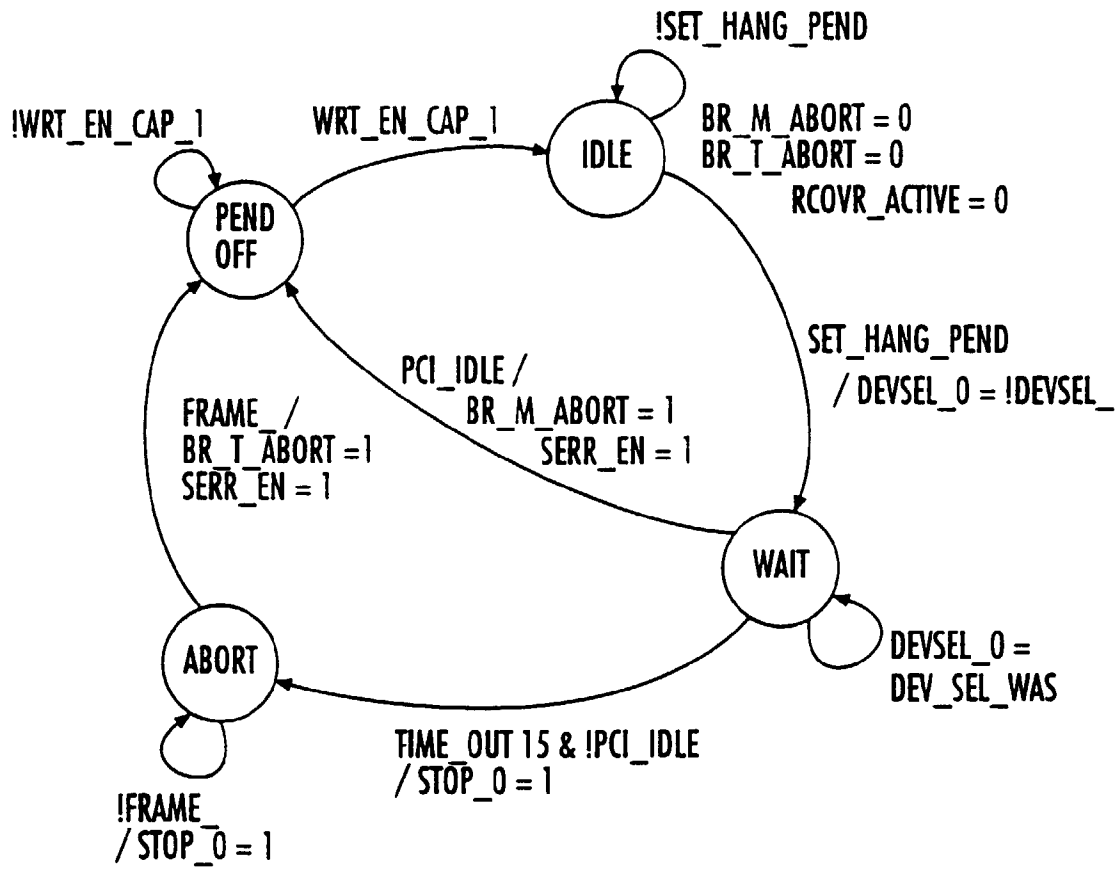 !SET_HANG_PEND
!WRT_EN_CAP_1
WRT_EN_CAP_1
IDLE
BR_M_ABORT = 0
BR_T_ABORT = 0
RCOVR_ACTIVE = 0
PEND
OFF
SET_HANG_PEND
/ DEVSEL_0 = !DEVSEL_
PCI_IDLE /
BR_M_ABORT = 1
SERR_EN = 1
FRAME_ /
BR_T_ABORT =1
SERR_EN = 1
WAIT
ABORT
DEVSEL_0 =
DEV_SEL_WAS
TIME_OUT 15 & !PCI_IDLE
/ STOP_0 = 1
!FRAME_
/ STOP_0 = 1